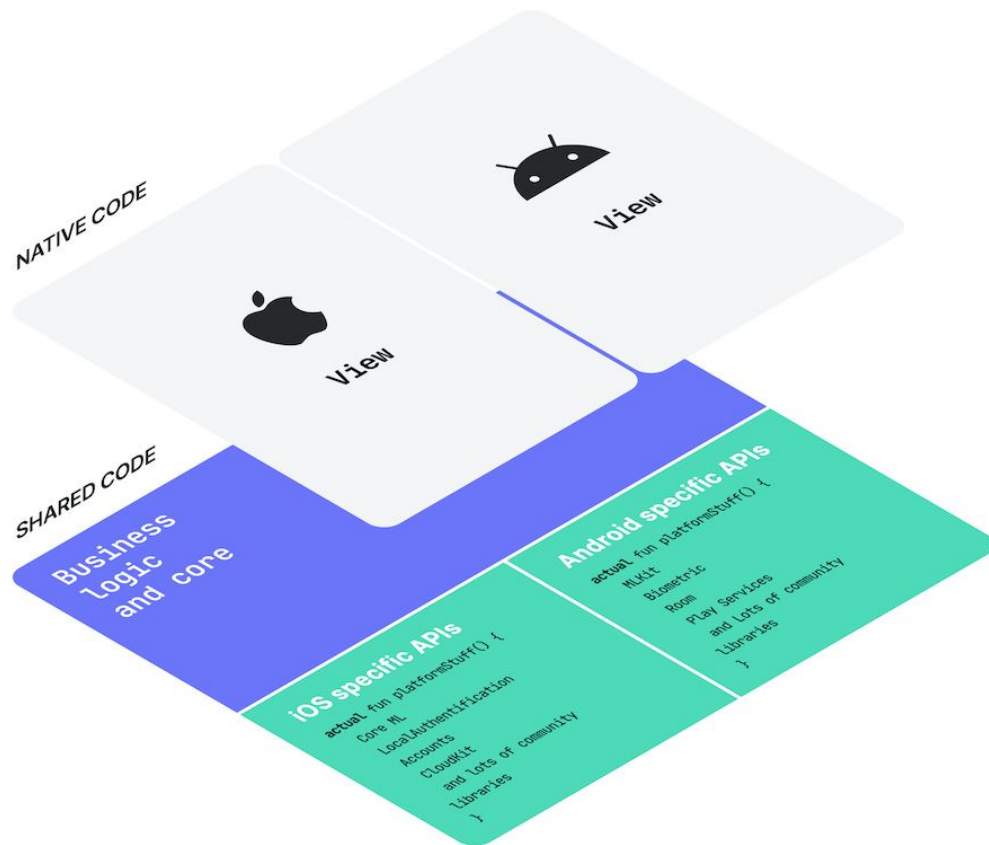 NATIVE CODE
View
View
SHARED CODE
Business
logic
and core
iOS specific APIs
actual fun platformStuff() {
Core ML
LocalAuthentification
Accounts
CloudKit
and lots of community
libraries
}
Android specific APIs
actual fun platformStuff() {
MLKit
Biometric
Room
Play Services
and Lots of community
libraries
}